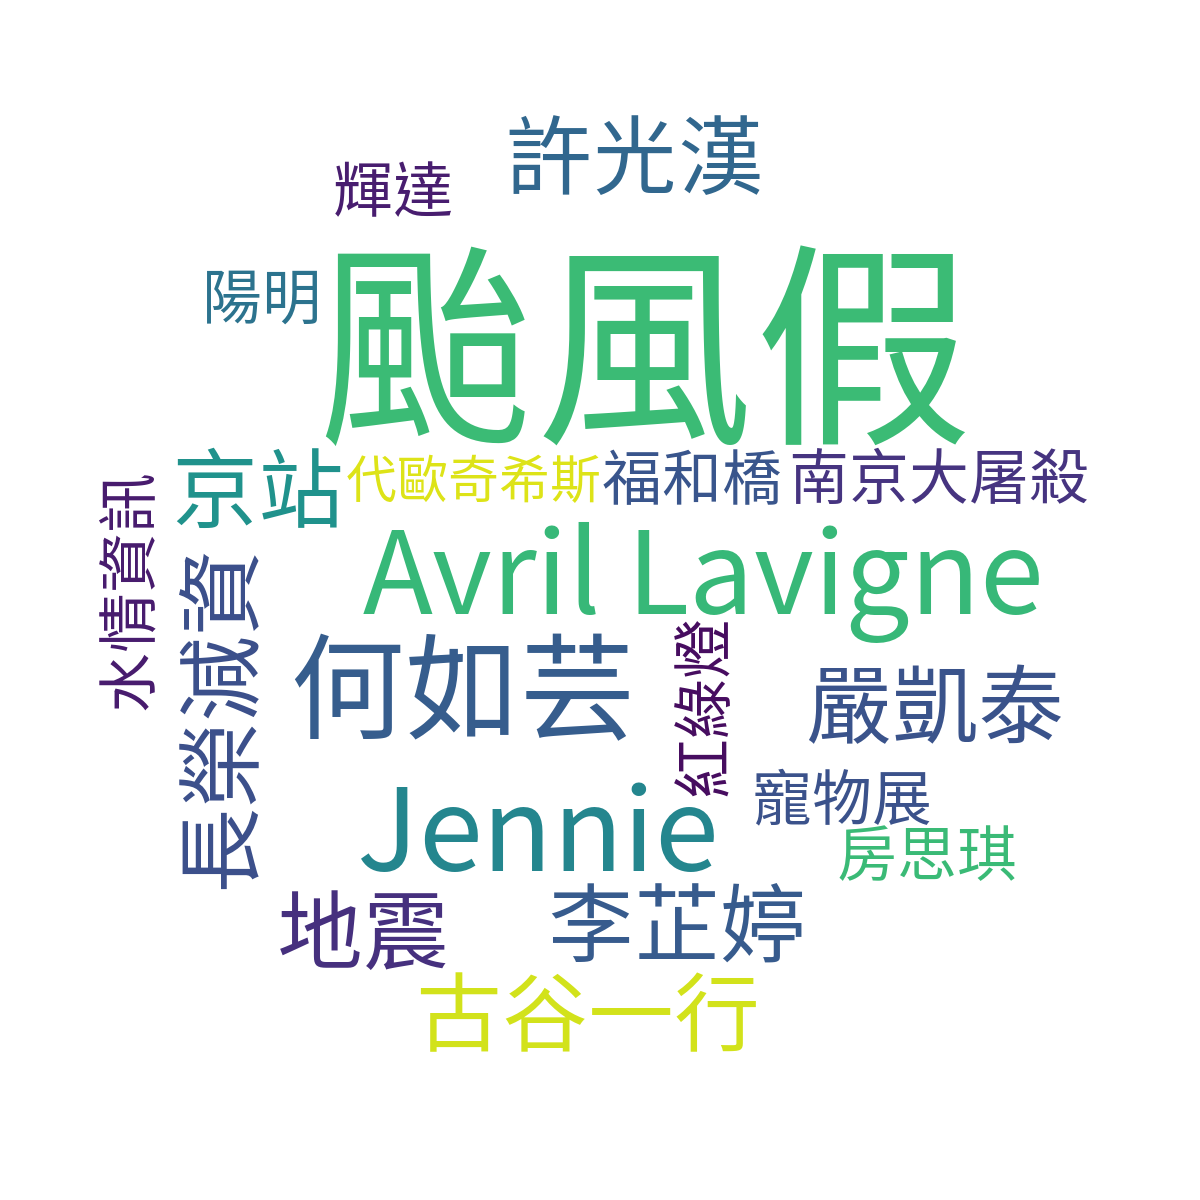 許光漢
輝達
陽明
颱風假
京站
代歐奇希斯
福和橋
南京大屠殺
水情資訊
長榮減資
Avril Lavigne
何如芸
紅綠燈
嚴凱泰
Jennie
寵物展
房思琪
地震
李芷婷
古谷一行